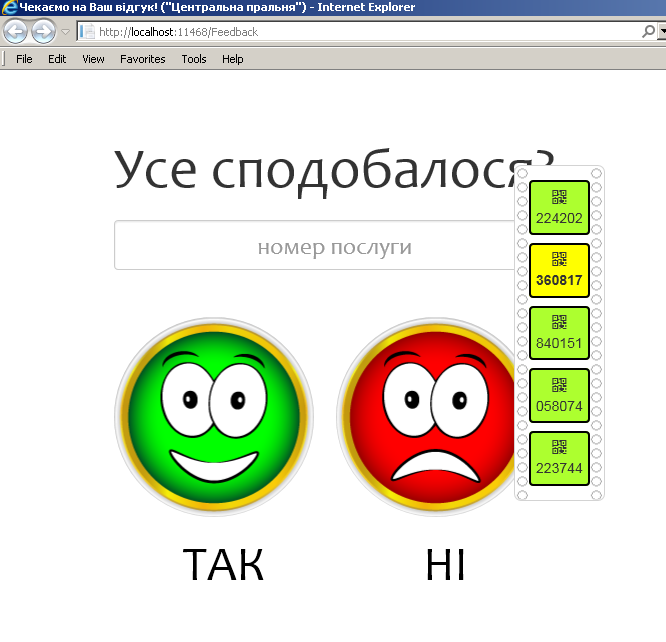 Чекаємо на Ваш відгук! ("Центральна пральня") - Internet Explorer
http://localhost:11468/Feedback
File Edit View Favorites Tools Help
Усе сподобалося?
номер послуги
224202
360817
840151
058074
223744
ТАК НІ